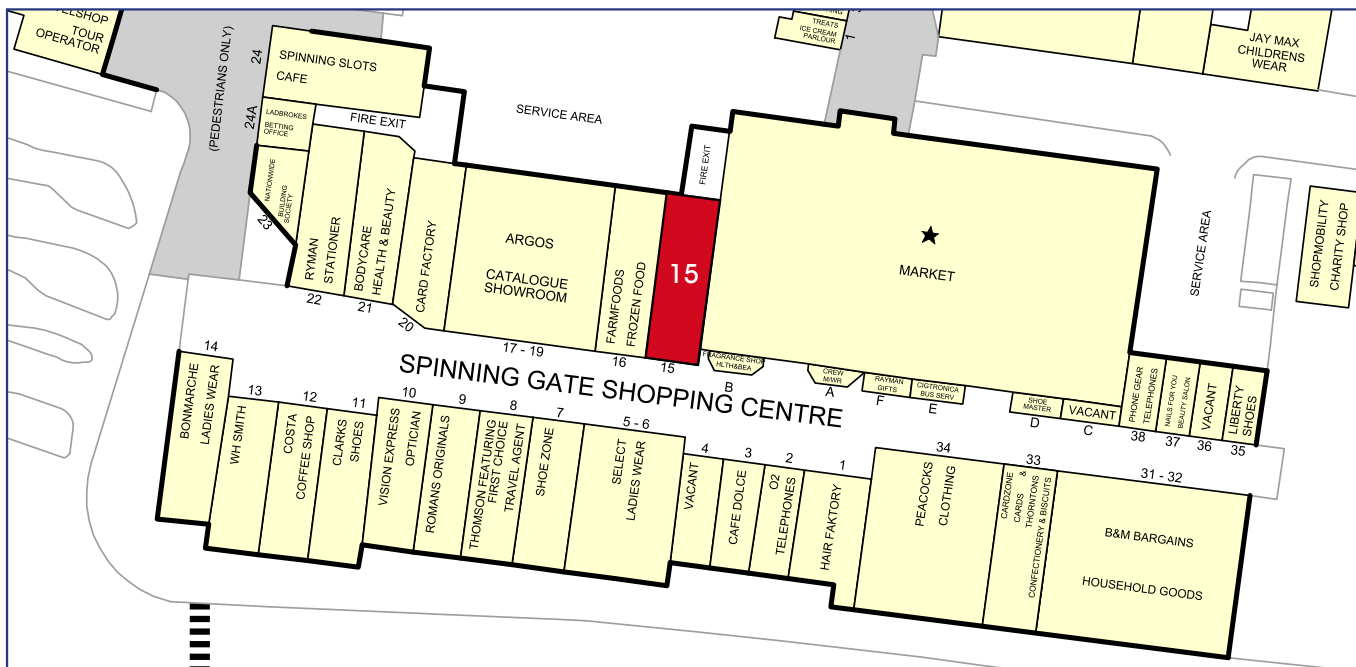 TOUR
OPERATOR
(PEDESTRIANS ONLY)
24
SPINNING SLOTS
CAFE
24A
LADBROKES
BETTING
OFFICE
FIRE EXIT
SERVICE AREA
TREATS
ICE CREAM
PARLOUR
1
JAY MAX
CHILDRENS
WEAR
NATIONWIDE
BUILDING
SOCIETY
23
RYMAN
STATIONER
22
BODYCARE
HEALTH & BEAUTY
21
CARD FACTORY
20
ARGOS
CATALOGUE
SHOWROOM
17 - 19
FARMFOODS
FROZEN FOOD
16
15
15
FIRE EXIT
MARKET
SERVICE AREA
SHOPMOBILITY
CHARITY SHOP
FRAGRANCE SHOP
HLTH&BEA
B
CREW
M/WR
A
RAYMAN
GIFTS
F
CIGTRONICA
BUS SERV
E
SHOE
MASTER
D
VACANT
C
PHONE GEAR
TELEPHONES
38
NAILS FOR YOU
BEAUTY SALON
37
VACANT
36
LIBERTY
SHOES
35
SPINNING GATE SHOPPING CENTRE
14
BONMARCHE
LADIES WEAR
13
WH SMITH
12
COSTA
COFFEE SHOP
11
CLARKS
SHOES
10
VISION EXPRESS
OPTICIAN
9
ROMANS ORIGINALS
8
THOMSON FEATURING
FIRST CHOICE
TRAVEL AGENT
7
SHOE ZONE
5 - 6
SELECT
LADIES WEAR
4
VACANT
3
CAFE DOLCE
2
O2
TELEPHONES
1
HAIR FAKTORY
34
PEACOCKS
CLOTHING
33
CARDZONE
CARDS &
THORNTONS
CONFECTIONERY & BISCUITS
31 - 32
B&M BARGAINS
HOUSEHOLD GOODS